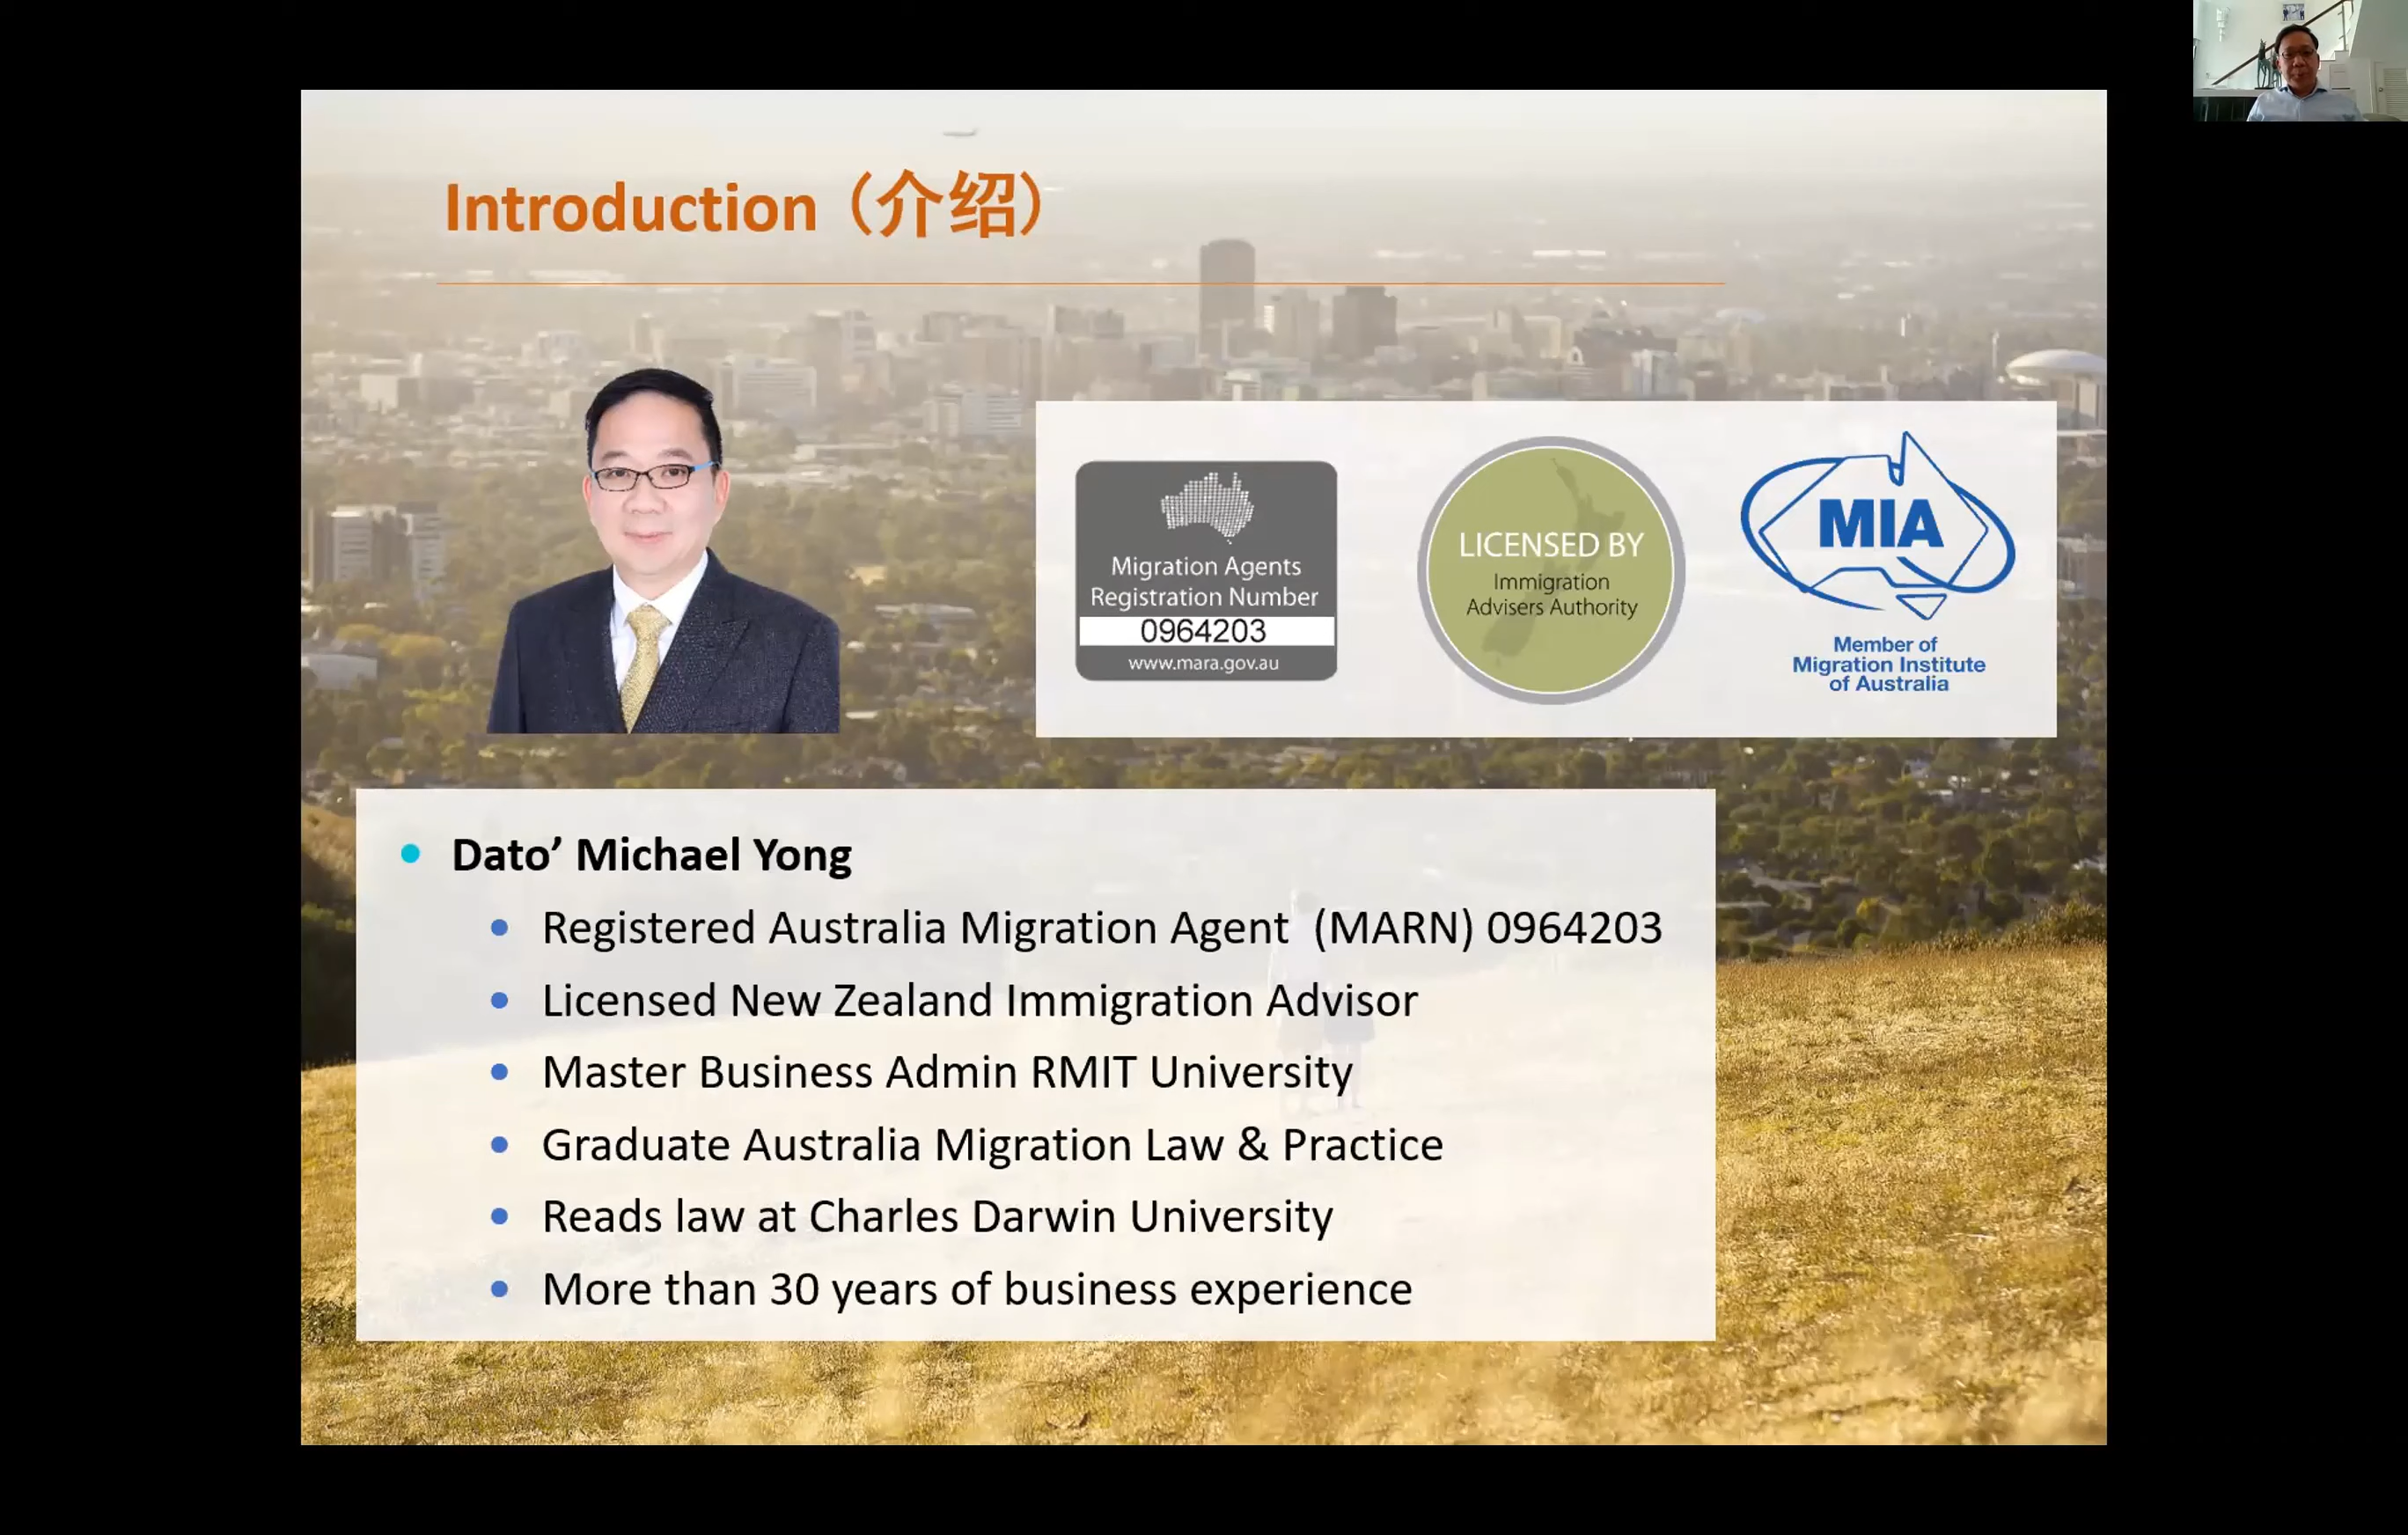 Introduction（介绍）
Migration Agents
Registration Number
0964203
www.mara.gov.au
LICENSED BY
Immigration
Advisers Authority
MIA
Member of
Migration Institute
of Australia
Dato’ Michael Yong
Registered Australia Migration Agent  (MARN) 0964203
Licensed New Zealand Immigration Advisor
Master Business Admin RMIT University
Graduate Australia Migration Law & Practice
Reads law at Charles Darwin University
More than 30 years of business experience